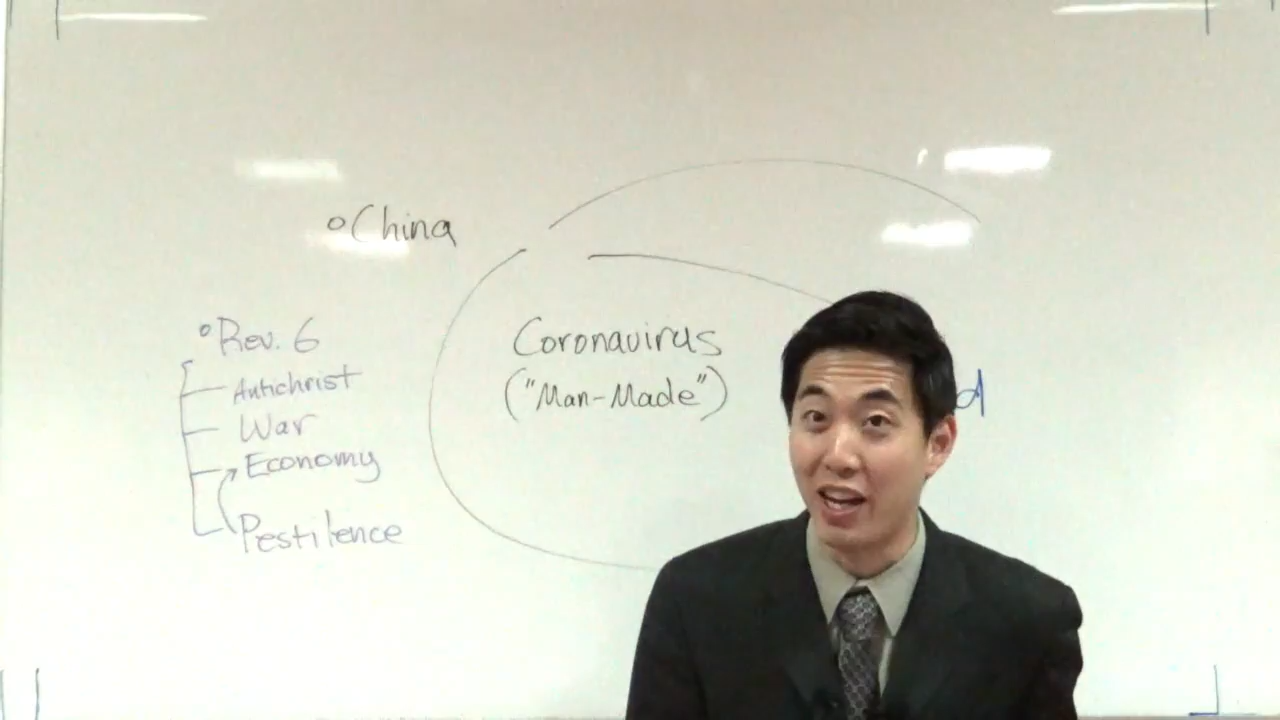 China
Rev. 6
Antichrist
War
Economy
Pestilence
Coronavirus
("Man-Made")